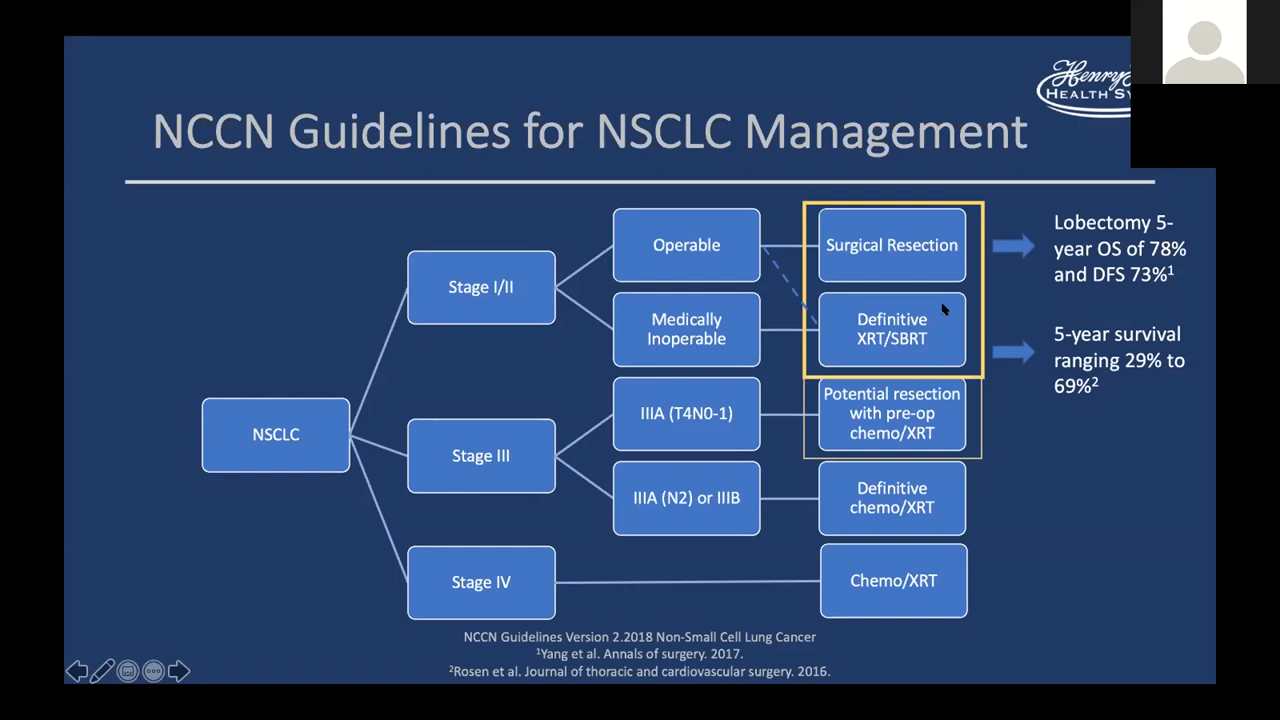 Henry
HEALTH SY
NCCN Guidelines for NSCLC Management
NSCLC
Stage I/II
Stage III
Stage IV
Operable
Medically
Inoperable
IIIA (T4N0-1)
IIIA (N2) or IIIB
Surgical Resection
Definitive
XRT/SBRT
Potential resection
with pre-op
chemo/XRT
Definitive
chemo/XRT
Chemo/XRT
Lobectomy 5-
year OS of 78%
and DFS 73%¹
5-year survival
ranging 29% to
69%²
NCCN Guidelines Version 2.2018 Non-Small Cell Lung Cancer
¹Yang et al. Annals of surgery. 2017.
²Rosen et al. Journal of thoracic and cardiovascular surgery. 2016.